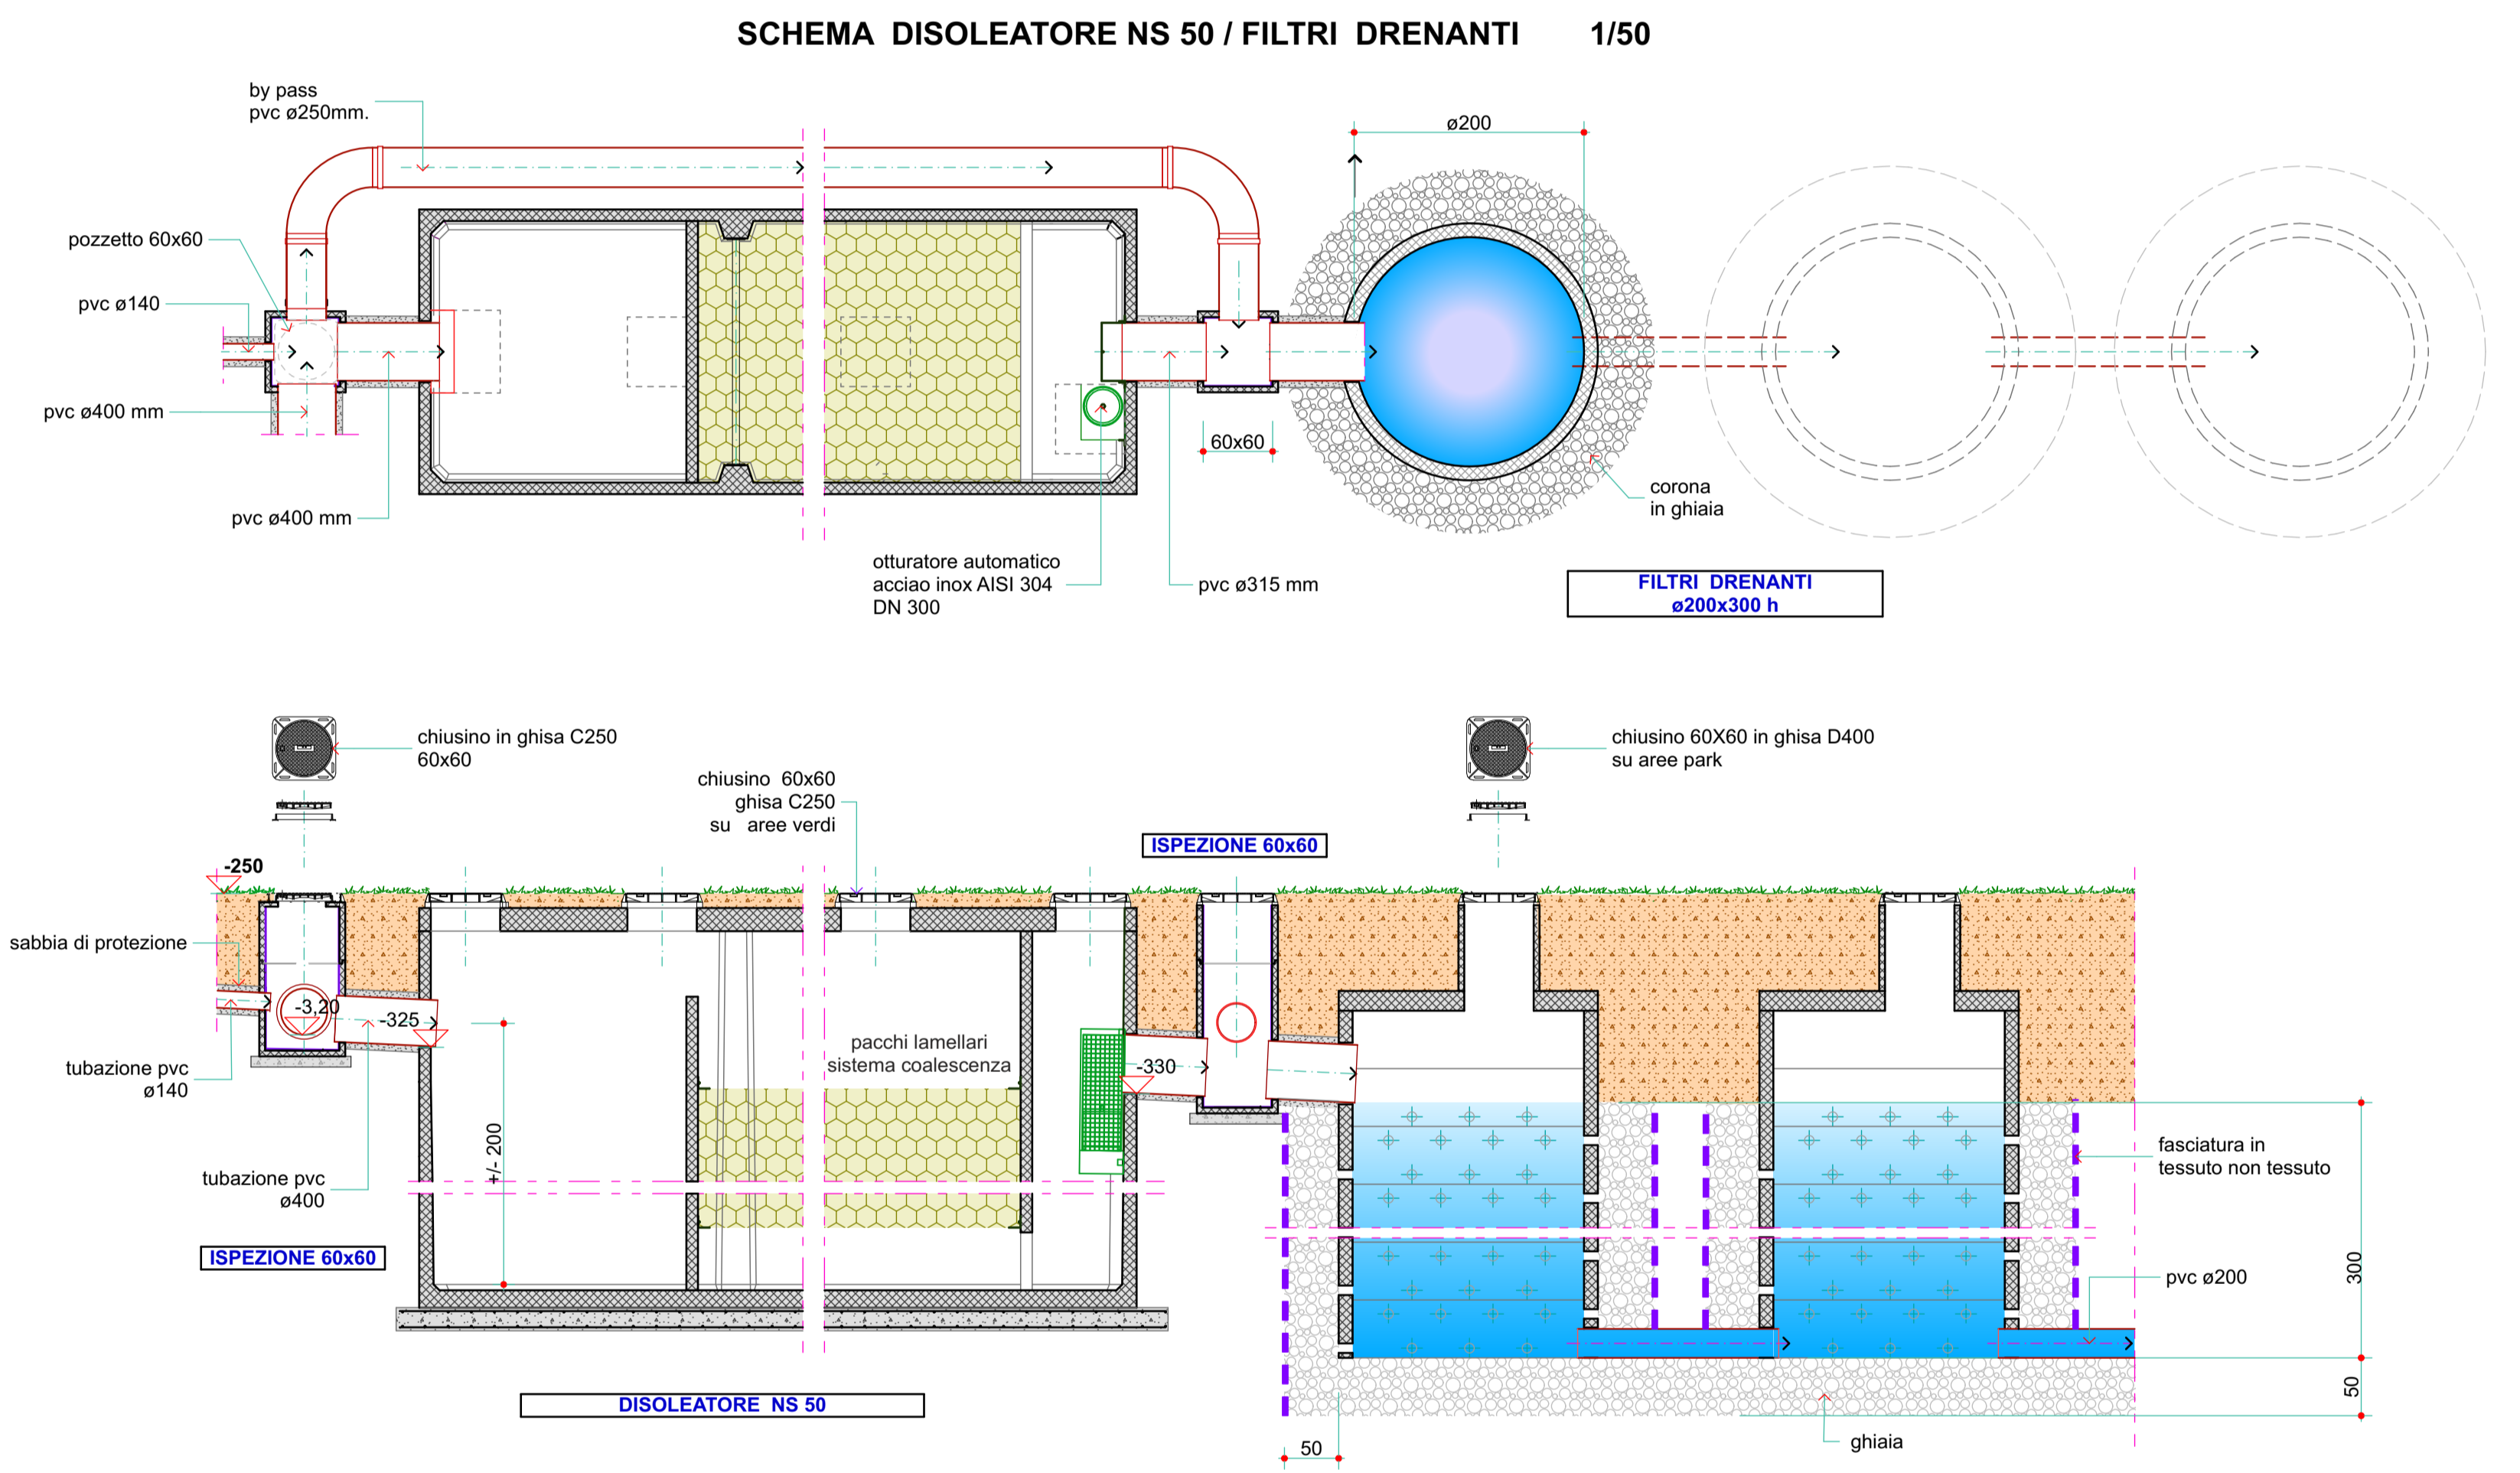 SCHEMA DISOLEATORE NS 50 / FILTRI DRENANTI 1/50
by pass
pvc ø250mm.
ø200
pozzetto 60x60
pvc ø140
pvc ø400 mm
60x60
corona
in ghiaia
pvc ø400 mm
otturatore automatico
acciao inox AISI 304
DN 300
pvc ø315 mm
FILTRI DRENANTI
ø200x300 h
chiusino in ghisa C250
60x60
chiusino 60x60
ghisa C250
su aree verdi
chiusino 60X60 in ghisa D400
su aree park
ISPEZIONE 60x60
-250
sabbia di protezione
-3,20
-325
pacchi lamellari
sistema coalescenza
-330
tubazione pvc
ø140
+/- 200
fasciatura in
tessuto non tessuto
tubazione pvc
ø400
ISPEZIONE 60x60
300
pvc ø200
DISOLEATORE NS 50
50
50
ghiaia